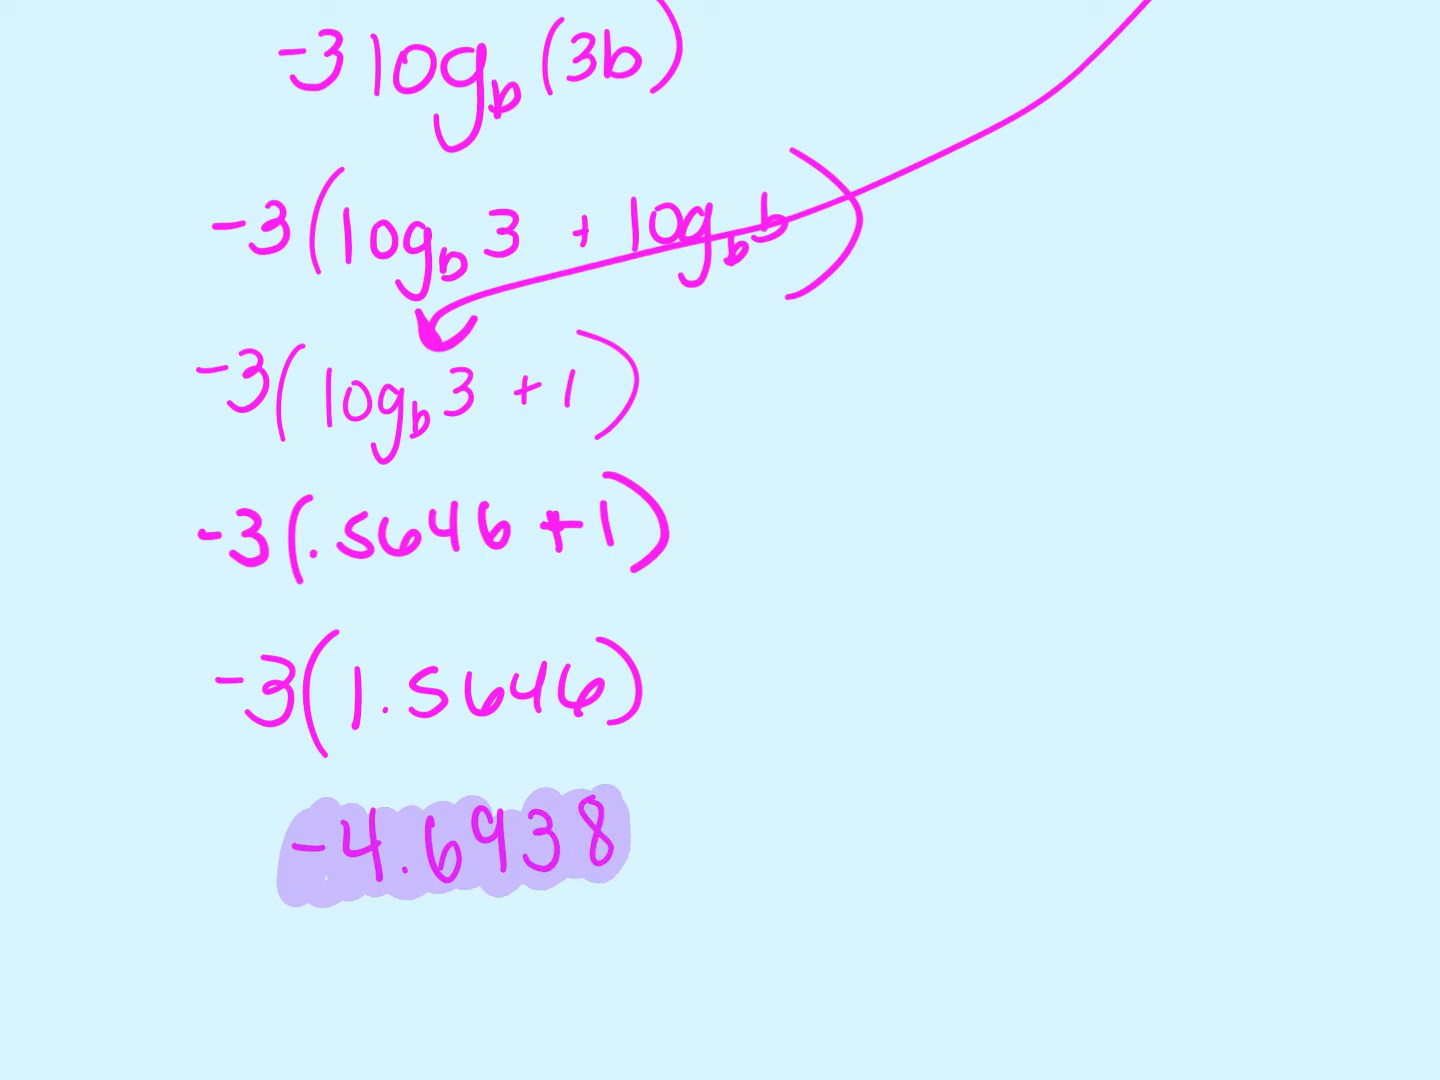 -3 log_b (3b)
-3(log_b 3 + log_b b)
-3(log_b 3 + 1)
-3(.5646 + 1)
-3(1.5646)
-4.6938